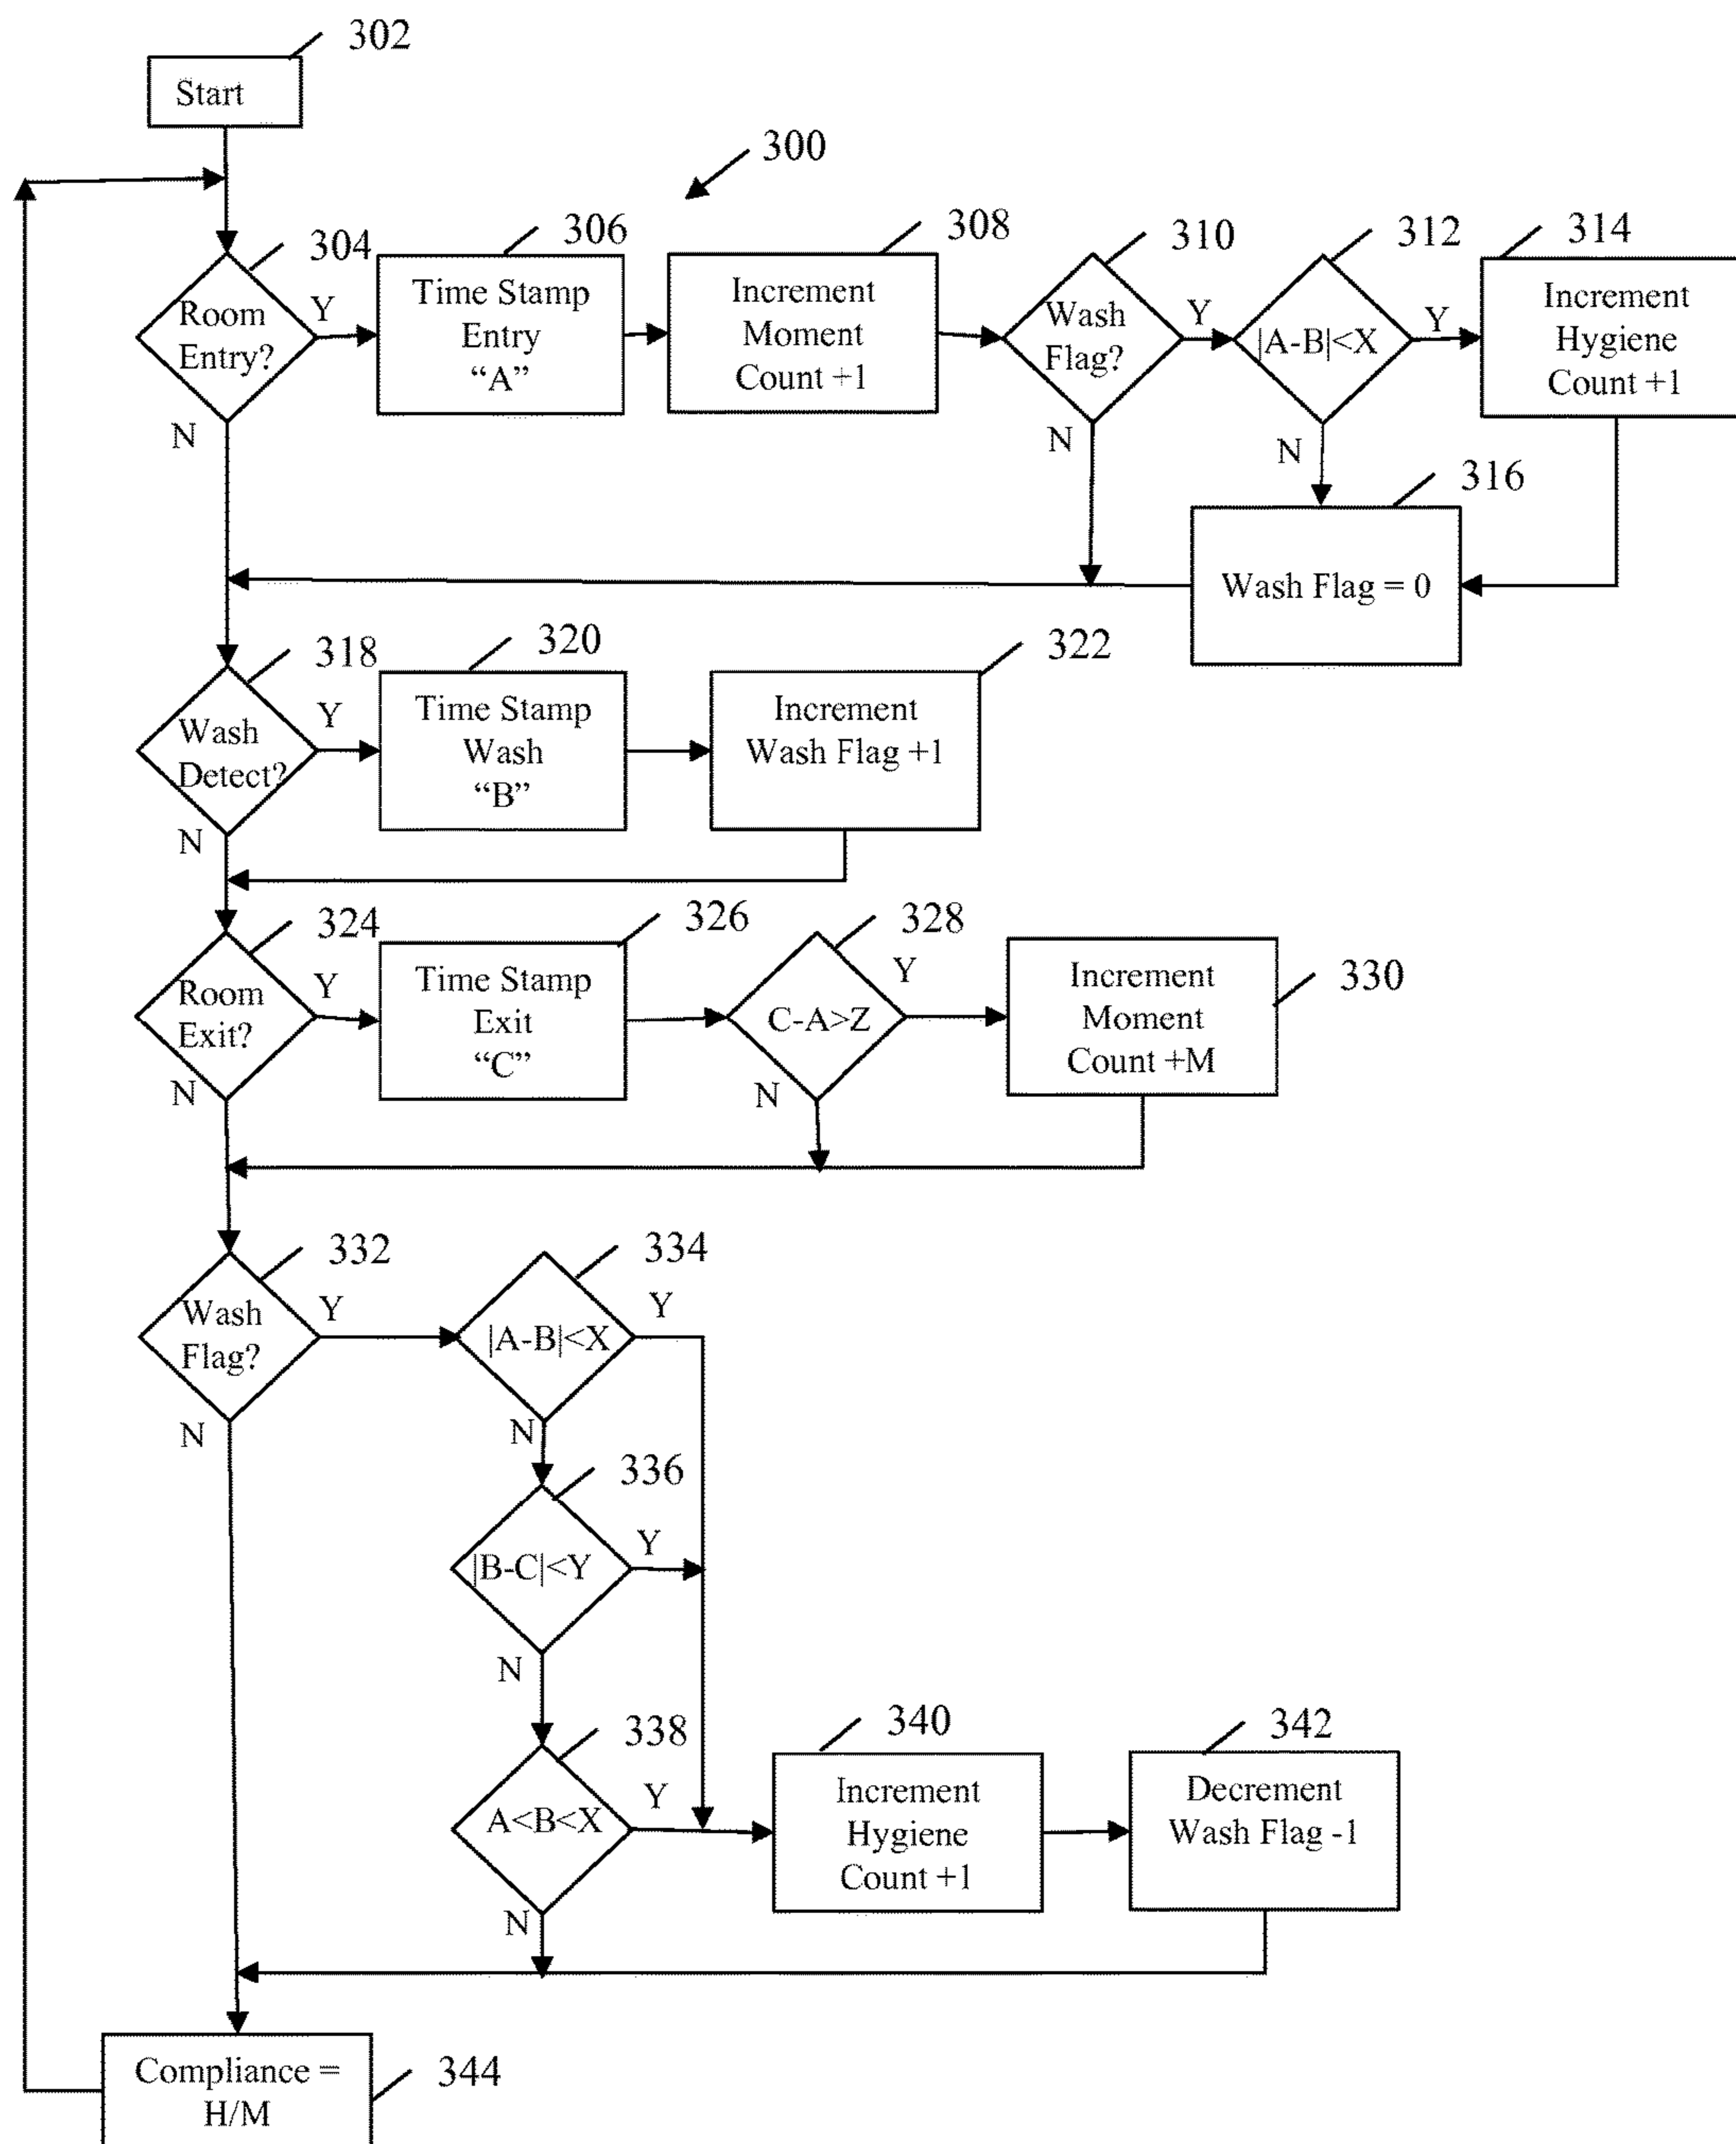 302
Start
300
304
306
308
310
312
314
Room
Entry?
Y
Time Stamp
Entry
“A”
Increment
Moment
Count +1
Wash
Flag?
Y
|A-B|<X
Y
Increment
Hygiene
Count +1
N
N
N
316
Wash Flag = 0
318
320
322
Wash
Detect?
Y
Time Stamp
Wash
“B”
Increment
Wash Flag +1
N
324
326
328
330
Room
Exit?
Y
Time Stamp
Exit
“C”
C-A>Z
Y
Increment
Moment
Count +M
N
N
332
334
Wash
Flag?
Y
|A-B|<X
Y
N
N
336
|B-C|<Y
Y
N
338
340
342
A<B<X
Y
Increment
Hygiene
Count +1
Decrement
Wash Flag -1
N
Compliance =
H/M
344